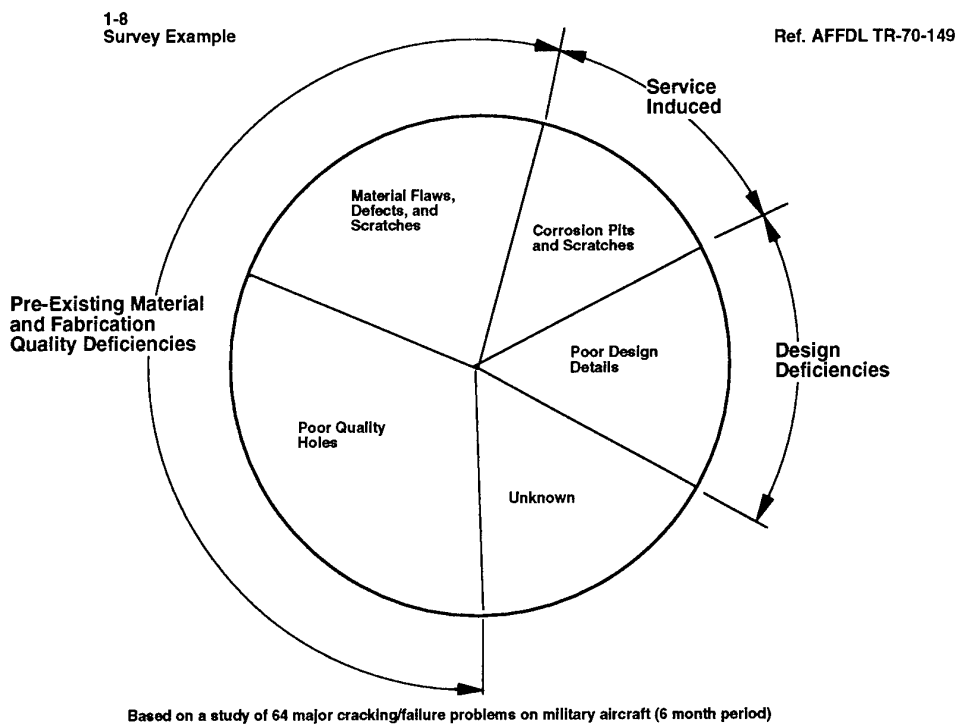 1-8
Survey Example
Ref. AFFDL TR-70-149
Service
Induced
Material Flaws,
Defects, and
Scratches
Corrosion Pits
and Scratches
Pre-Existing Material
and Fabrication
Quality Deficiencies
Poor Design
Details
Design
Deficiencies
Poor Quality
Holes
Unknown
Based on a study of 64 major cracking/failure problems on military aircraft (6 month period)